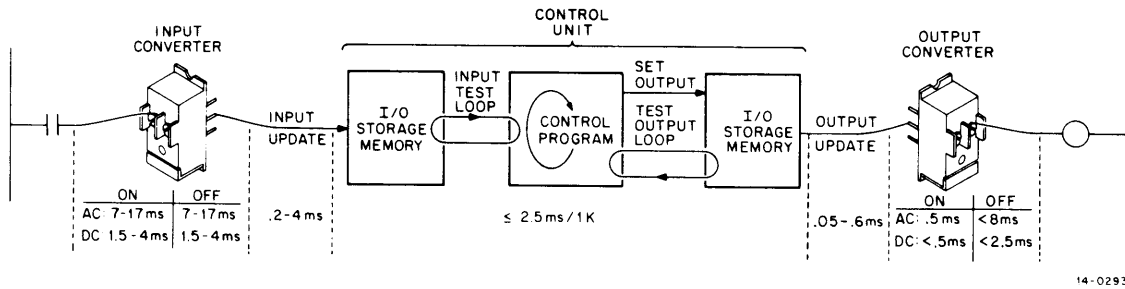 CONTROL
UNIT
INPUT
CONVERTER
OUTPUT
CONVERTER
INPUT
UPDATE
I/O
STORAGE
MEMORY
INPUT
TEST
LOOP
CONTROL
PROGRAM
SET
OUTPUT
TEST
OUTPUT
LOOP
I/O
STORAGE
MEMORY
OUTPUT
UPDATE
ON OFF
AC: 7-17ms 7-17ms
DC: 1.5-4ms 1.5-4ms
.2-4ms
≤ 2.5ms/1K
.05-.6ms
ON OFF
AC: .5ms <8ms
DC: <.5ms <2.5ms
14-0293